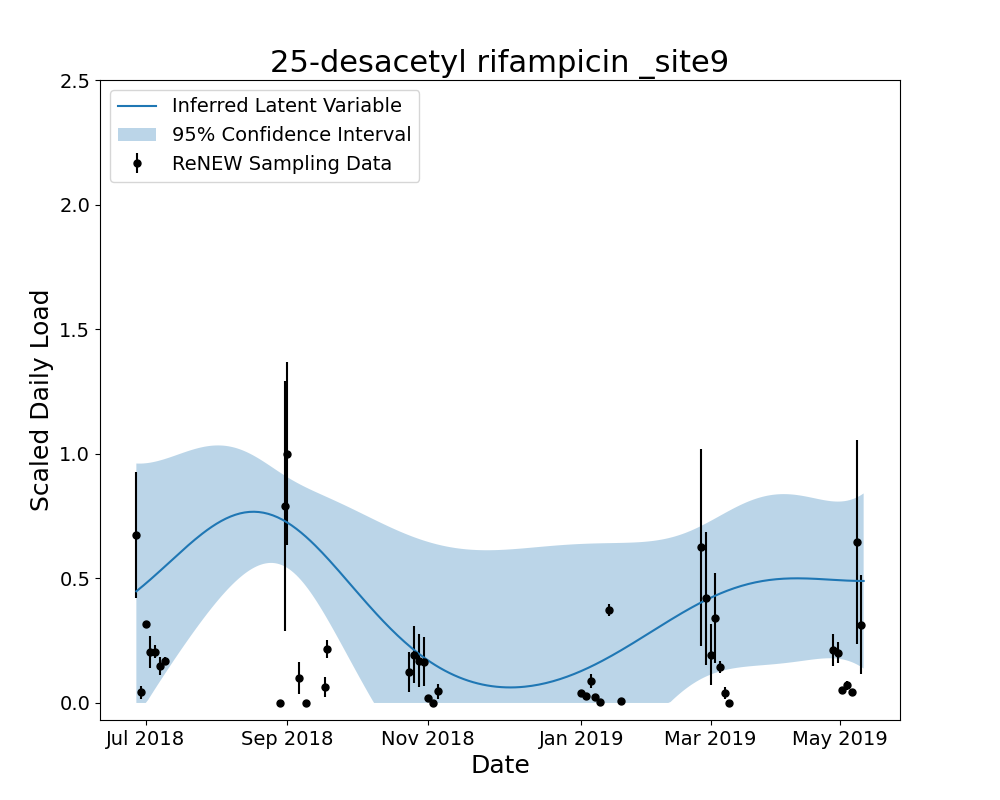 25-desacetyl rifampicin _site9
Inferred Latent Variable
95% Confidence Interval
ReNEW Sampling Data
Scaled Daily Load
2.5
2.0
1.5
1.0
0.5
0.0
Jul 2018
Sep 2018
Nov 2018
Jan 2019
Mar 2019
May 2019
Date